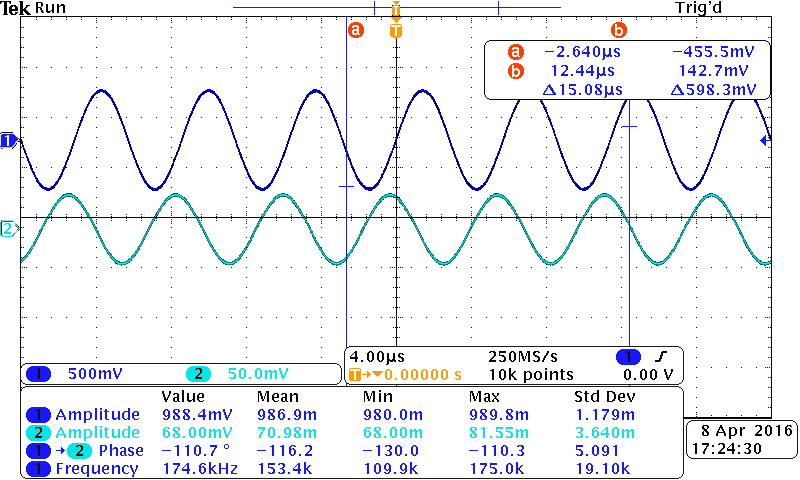 Tek Run Trig'd
a b
T
T
a −2.640µs −455.5mV
b 12.44µs 142.7mV
Δ15.08µs Δ598.3mV
1
2
4.00µs 250MS/s 1 ʃ
1 500mV 2 50.0mV T→▼0.00000 s 10k points 0.00 V
Value Mean Min Max Std Dev
1 Amplitude 988.4mV 986.9m 980.0m 989.8m 1.179m
2 Amplitude 68.00mV 70.98m 68.00m 81.55m 3.640m
1 → 2 Phase −110.7 ° −116.2 −130.0 −110.3 5.091
1 Frequency 174.6kHz 153.4k 109.9k 175.0k 19.10k
8 Apr 2016
17:24:30